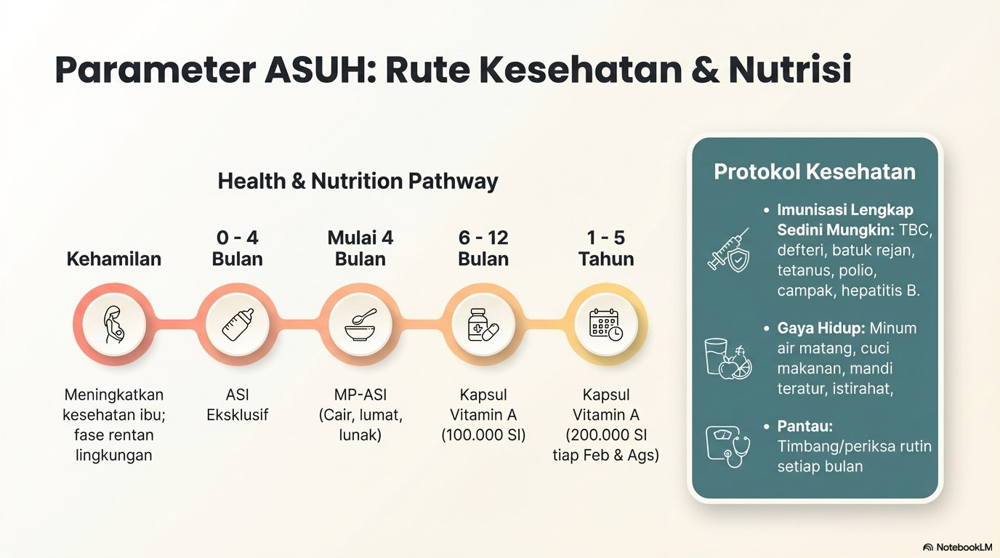 Parameter ASUH: Rute Kesehatan & Nutrisi
Health & Nutrition Pathway
Kehamilan
Meningkatkan
kesehatan ibu;
fase rentan
lingkungan
0 - 4
Bulan
ASI
Eksklusif
Mulai 4
Bulan
MP-ASI
(Cair, lumat,
lunak)
6 - 12
Bulan
Kapsul
Vitamin A
(100.000 SI)
1 - 5
Tahun
Kapsul
Vitamin A
(200.000 SI
tiap Feb & Ags)
Protokol Kesehatan
• Imunisasi Lengkap
Sedini Mungkin: TBC,
defteri, batuk rejan,
tetanus, polio,
campak, hepatitis B.
• Gaya Hidup: Minum
air matang, cuci
makanan, mandi
teratur, istirahat,
• Pantau:
Timbang/periksa rutin
setiap bulan
NotebookLM